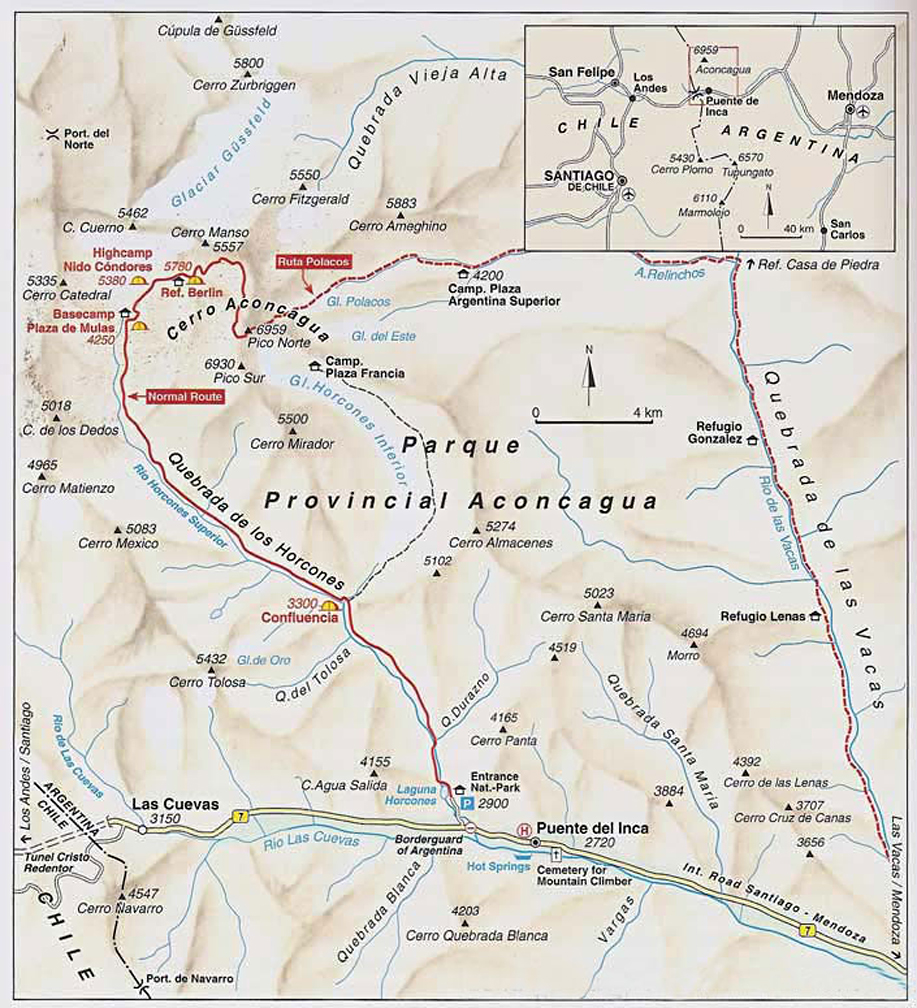 Cúpula de Güssfeld
5800
Cerro Zurbriggen
Quebrada Vieja Alta
Glaciar Güssfeld
Port. del
Norte
5550
Cerro Fitzgerald
5883
Cerro Ameghino
5462
C. Cuerno
Cerro Manso
5557
Highcamp
Nido Cóndores
5380
5780
Ref. Berlin
5335
Cerro Catedral
Basecamp
Plaza de Mulas
4250
Ruta Polacos
Gl. Polacos
4200
Camp. Plaza
Argentina Superior
A.Relinchos
Ref. Casa de Piedra
Cerro Aconcagua
6959
Pico Norte
Gl. del Este
6930
Pico Sur
Camp.
Plaza Francia
Gl. Horcones Inferior
Normal Route
5018
C. de los Dedos
5500
Cerro Mirador
4965
Cerro Matienzo
Rio Horcones Superior
Quebrada de los Horcones
5083
Cerro Mexico
N
0 4 km
Parque
Provincial Aconcagua
Refugio
Gonzalez
Rio de las Vacas
Quebrada de las Vacas
5274
Cerro Almacenes
5102
3300
Confluencia
5023
Cerro Santa Maria
Refugio Lenas
4694
Morro
4519
5432
Cerro Tolosa
Gl.de Oro
Q.del Tolosa
Q.Durazno
Quebrada Santa Maria
4165
Cerro Panta
4155
C.Agua Salida
4392
Cerro de las Lenas
3884
3707
Cerro Cruz de Canas
3656
Los Andes / Santiago
Rio de Las Cuevas
ARGENTINA
CHILE
Las Cuevas
3150
7
Rio Las Cuevas
Laguna
Horcones
Entrance
Nat.-Park
P 2900
Borderguard
of Argentina
H
Puente del Inca
2720
Hot Springs
Cemetery for
Mountain Climber
Int. Road Santiago - Mendoza
7
Las Vacas / Mendoza
Tunel Cristo
Redentor
4547
Cerro Navarro
CHILE
Port. de Navarro
Quebrada Blanca
4203
Cerro Quebrada Blanca
Vargas
6959
Aconcagua
San Felipe
Los
Andes
Puente de
Inca
Mendoza
CHILE
ARGENTINA
5430
Cerro Plomo
6570
Tupungato
SANTIAGO
DE CHILE
6110
Marmolejo
N
0 40 km
San
Carlos